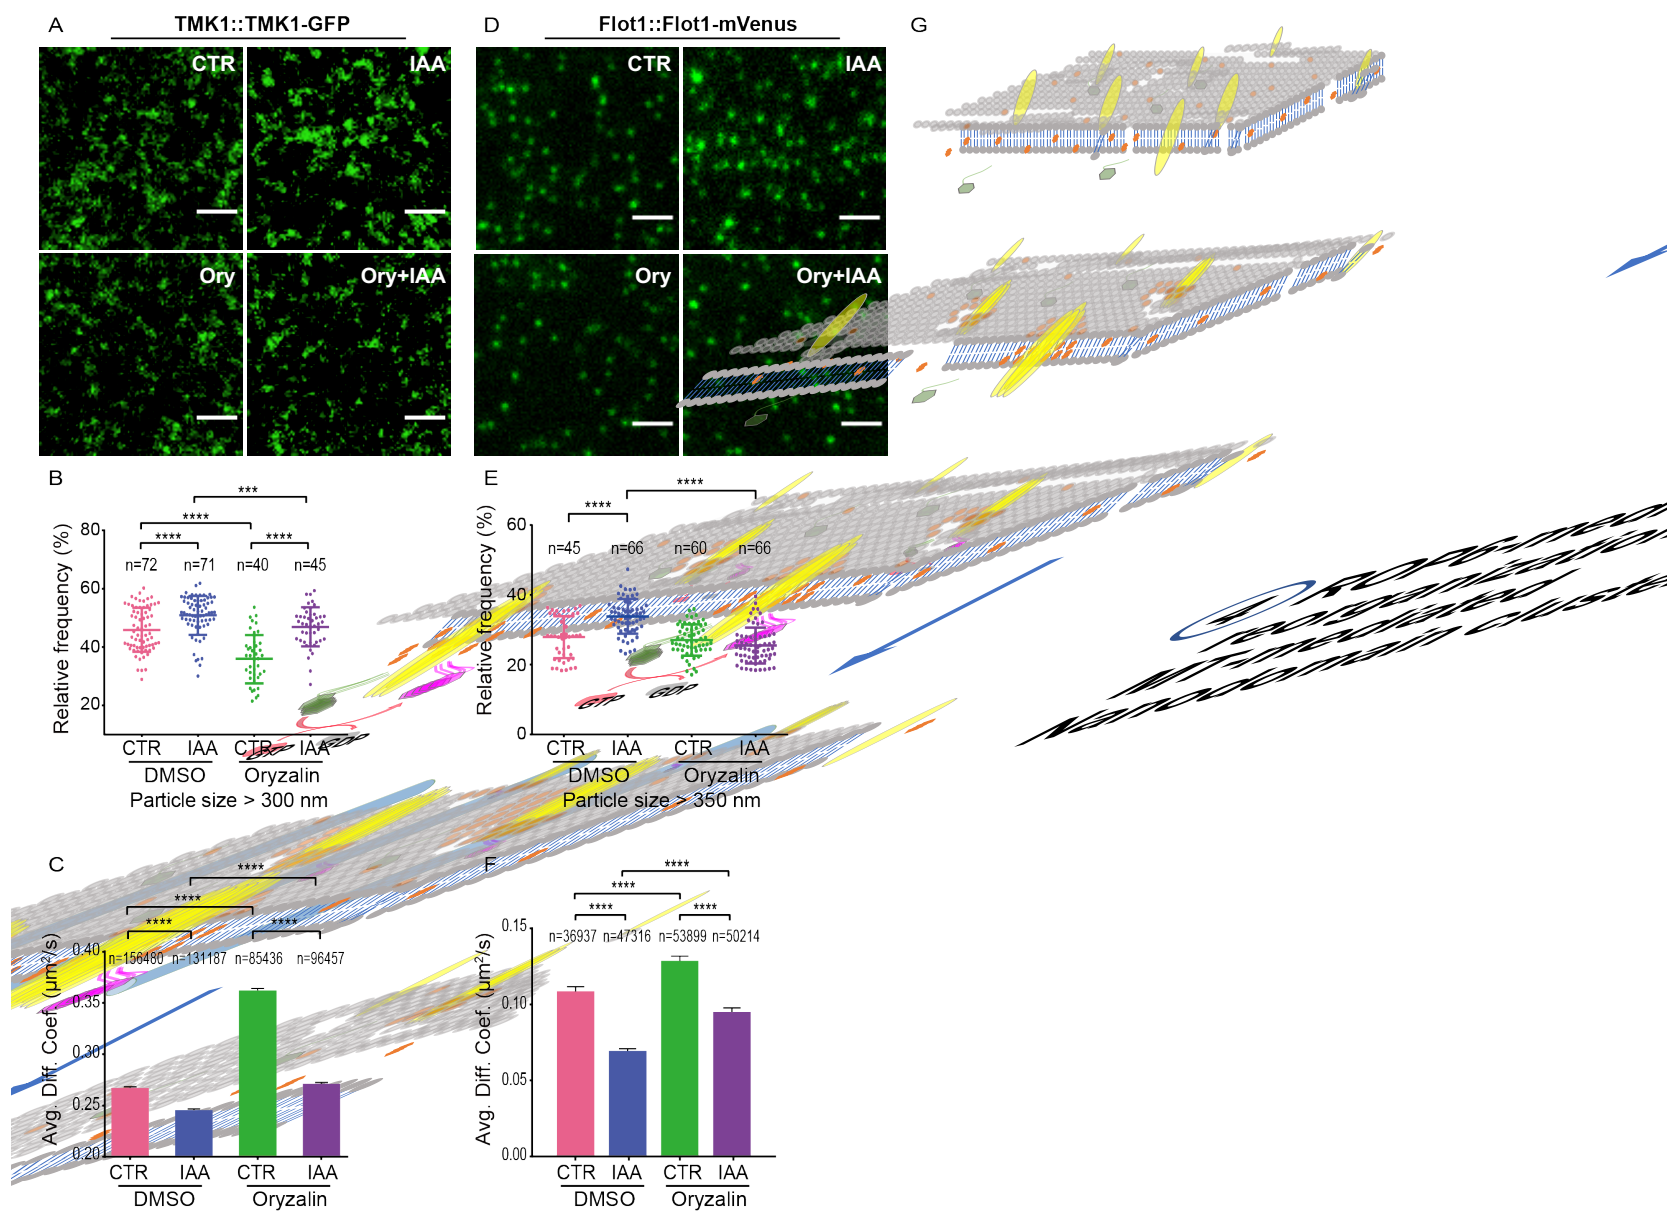 A
TMK1::TMK1-GFP
CTR
IAA
Ory
Ory+IAA
D
Flot1::Flot1-mVenus
CTR
IAA
Ory
Ory+IAA
G
B
Relative frequency (%)
80
60
40
20
***
****
**** ****
n=72 n=71 n=40 n=45
CTR IAA CTR IAA
DMSO Oryzalin
Particle size > 300 nm
E
Relative frequency (%)
60
40
20
0
****
****
n=45 n=66 n=60 n=66
CTR IAA CTR IAA
DMSO Oryzalin
Particle size > 350 nm
GTP GDP
GDP
C
Avg. Diff. Coef. (μm²/s)
0.40
0.35
0.30
0.25
0.20
****
****
**** ****
n=156480 n=131187 n=85436 n=96457
CTR IAA CTR IAA
DMSO Oryzalin
F
Avg. Diff. Coef. (μm²/s)
0.15
0.10
0.05
0.00
****
****
**** ****
n=36937 n=47316 n=53899 n=50214
CTR IAA CTR IAA
DMSO Oryzalin